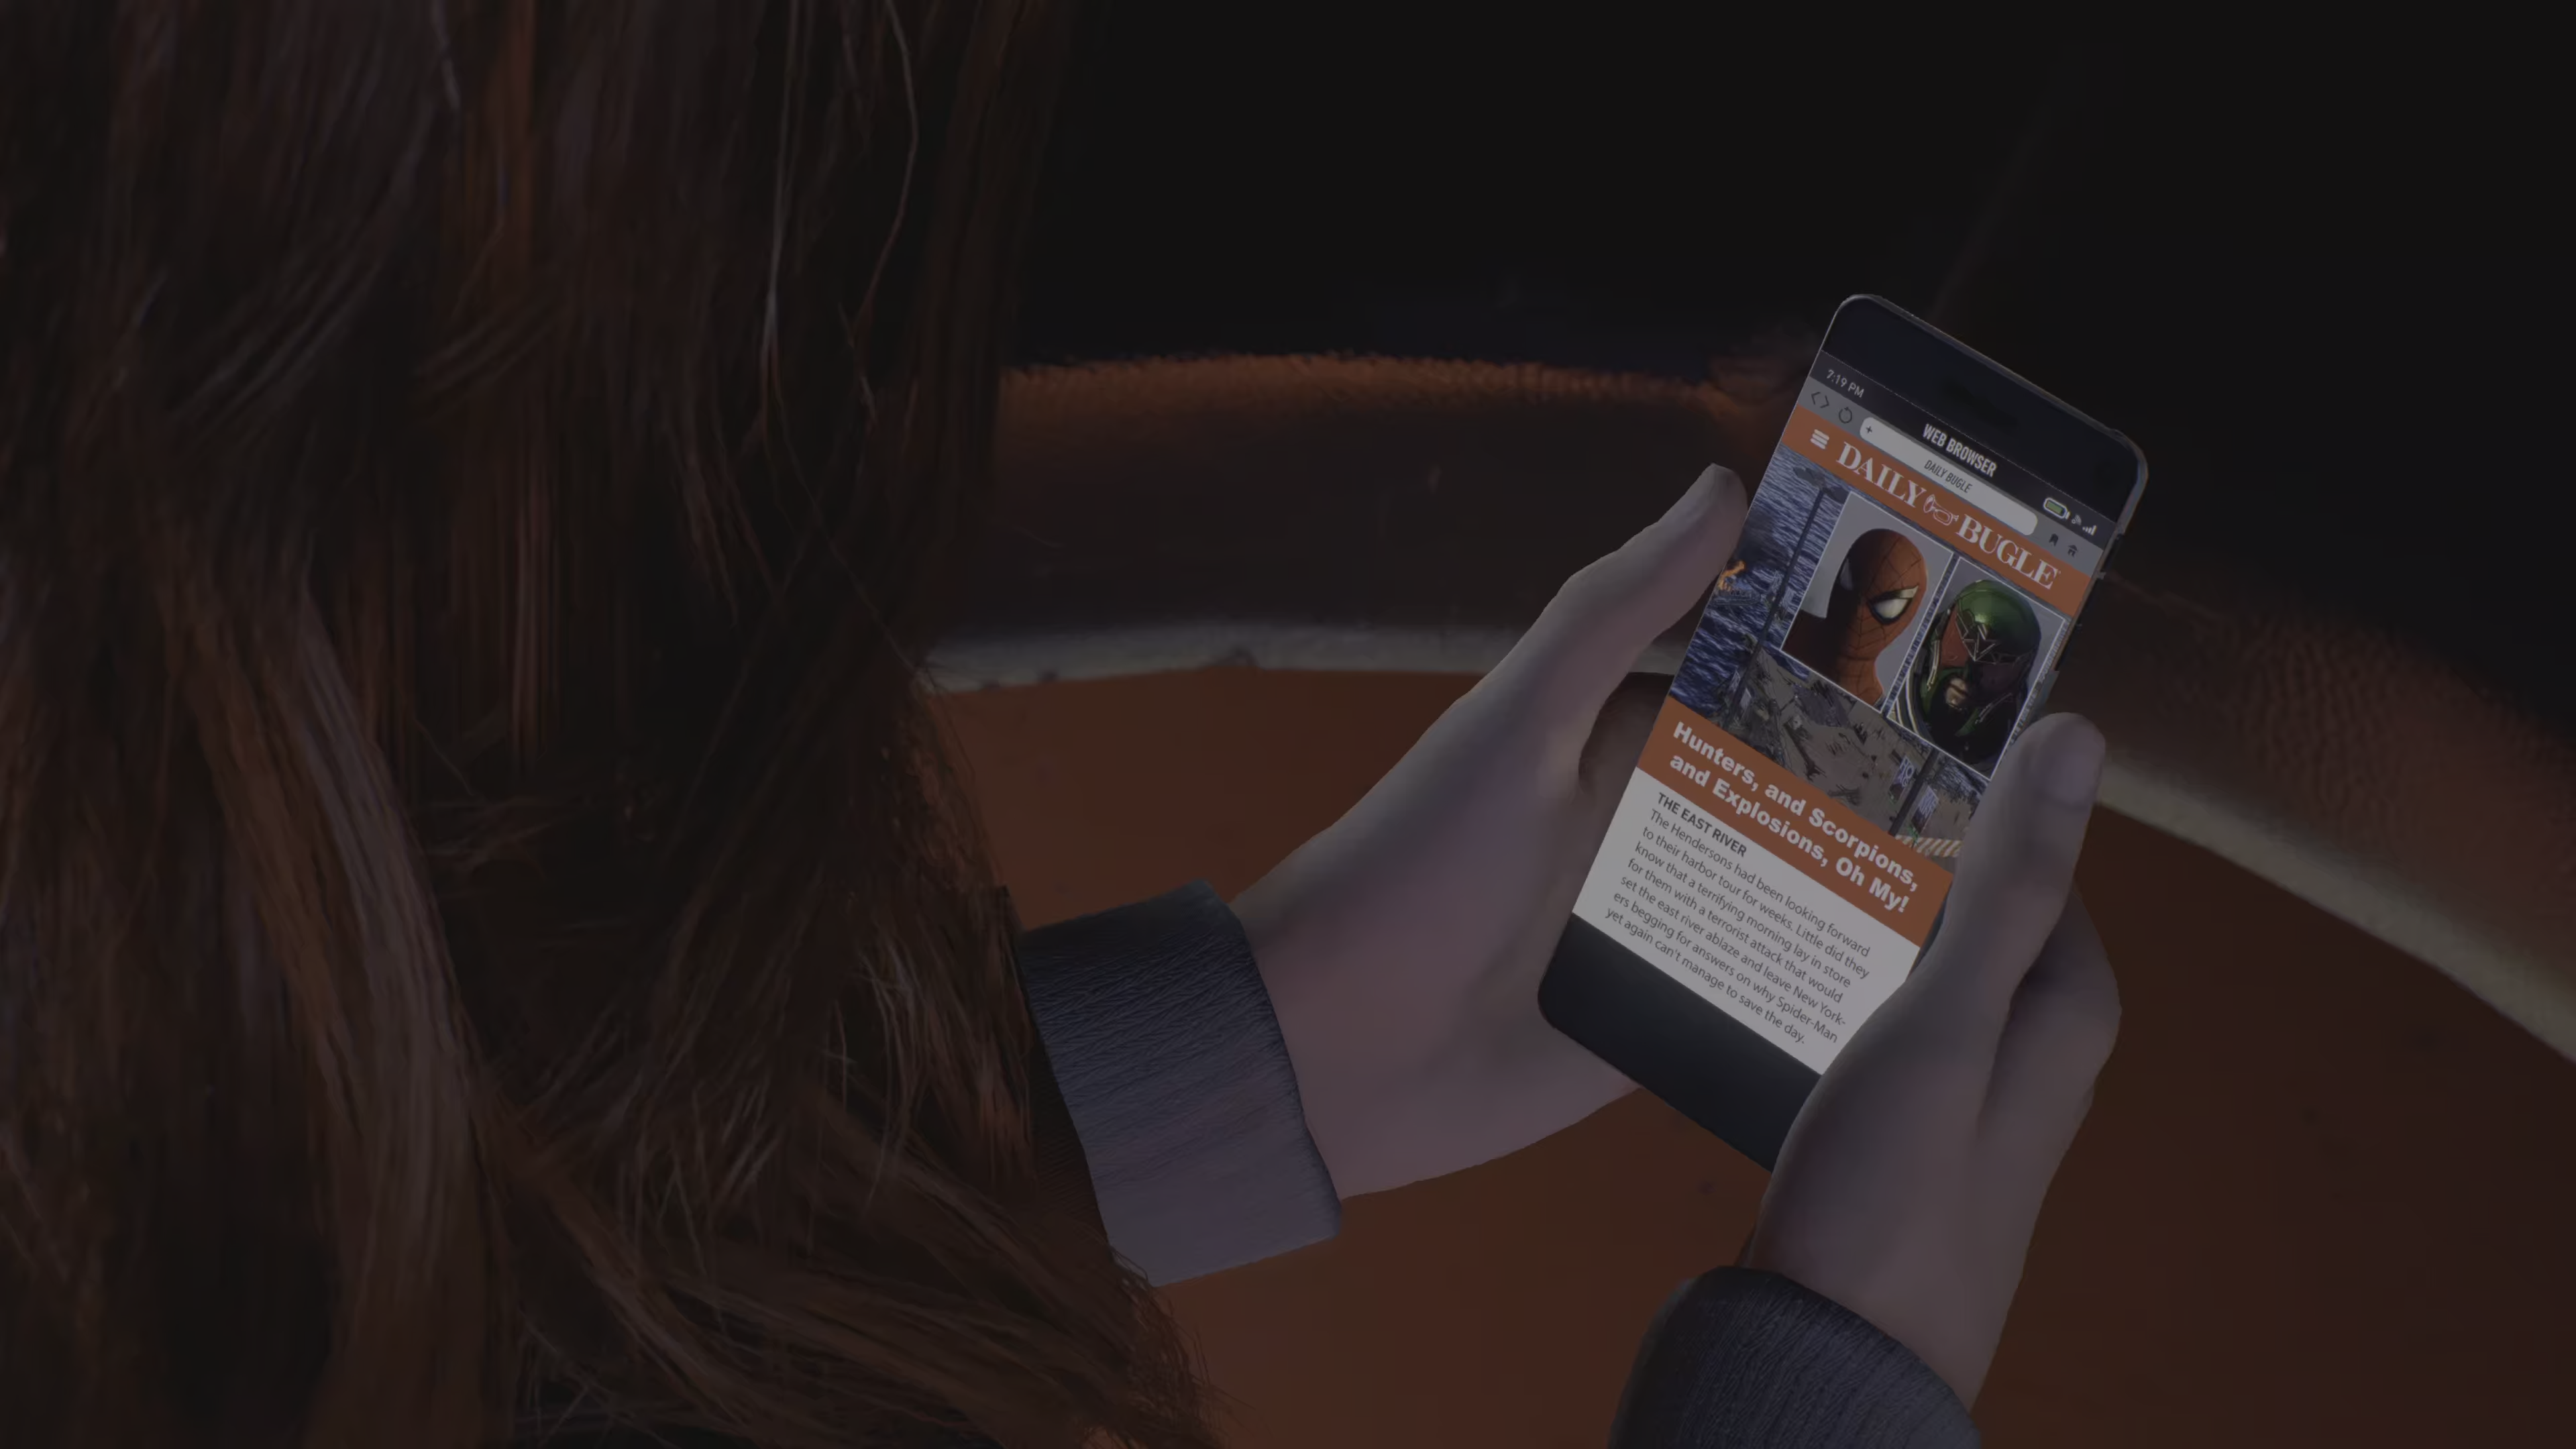 7:19 PM
WEB BROWSER
DAILY BUGLE
DAILY BUGLE
Hunters, and Scorpions,
and Explosions, Oh My!
THE EAST RIVER
The Hendersons had been looking forward
to their harbor tour for weeks. Little did they
know that a terrifying morning lay in store
for them with a terrorist attack that would
set the east river ablaze and leave New York-
ers begging for answers on why Spider-Man
yet again can't manage to save the day.